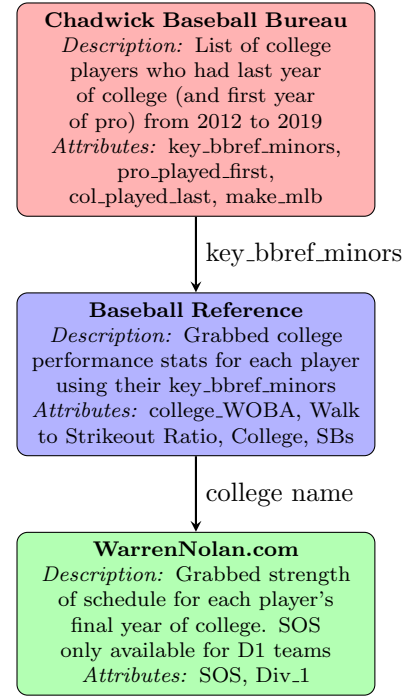 Chadwick Baseball Bureau
Description: List of college
players who had last year
of college (and first year
of pro) from 2012 to 2019
Attributes: key_bbref_minors,
pro_played_first,
col_played_last, make_mlb
key_bbref_minors
Baseball Reference
Description: Grabbed college
performance stats for each player
using their key_bbref_minors
Attributes: college_WOBA, Walk
to Strikeout Ratio, College, SBs
college name
WarrenNolan.com
Description: Grabbed strength
of schedule for each player's
final year of college. SOS
only available for D1 teams
Attributes: SOS, Div_1